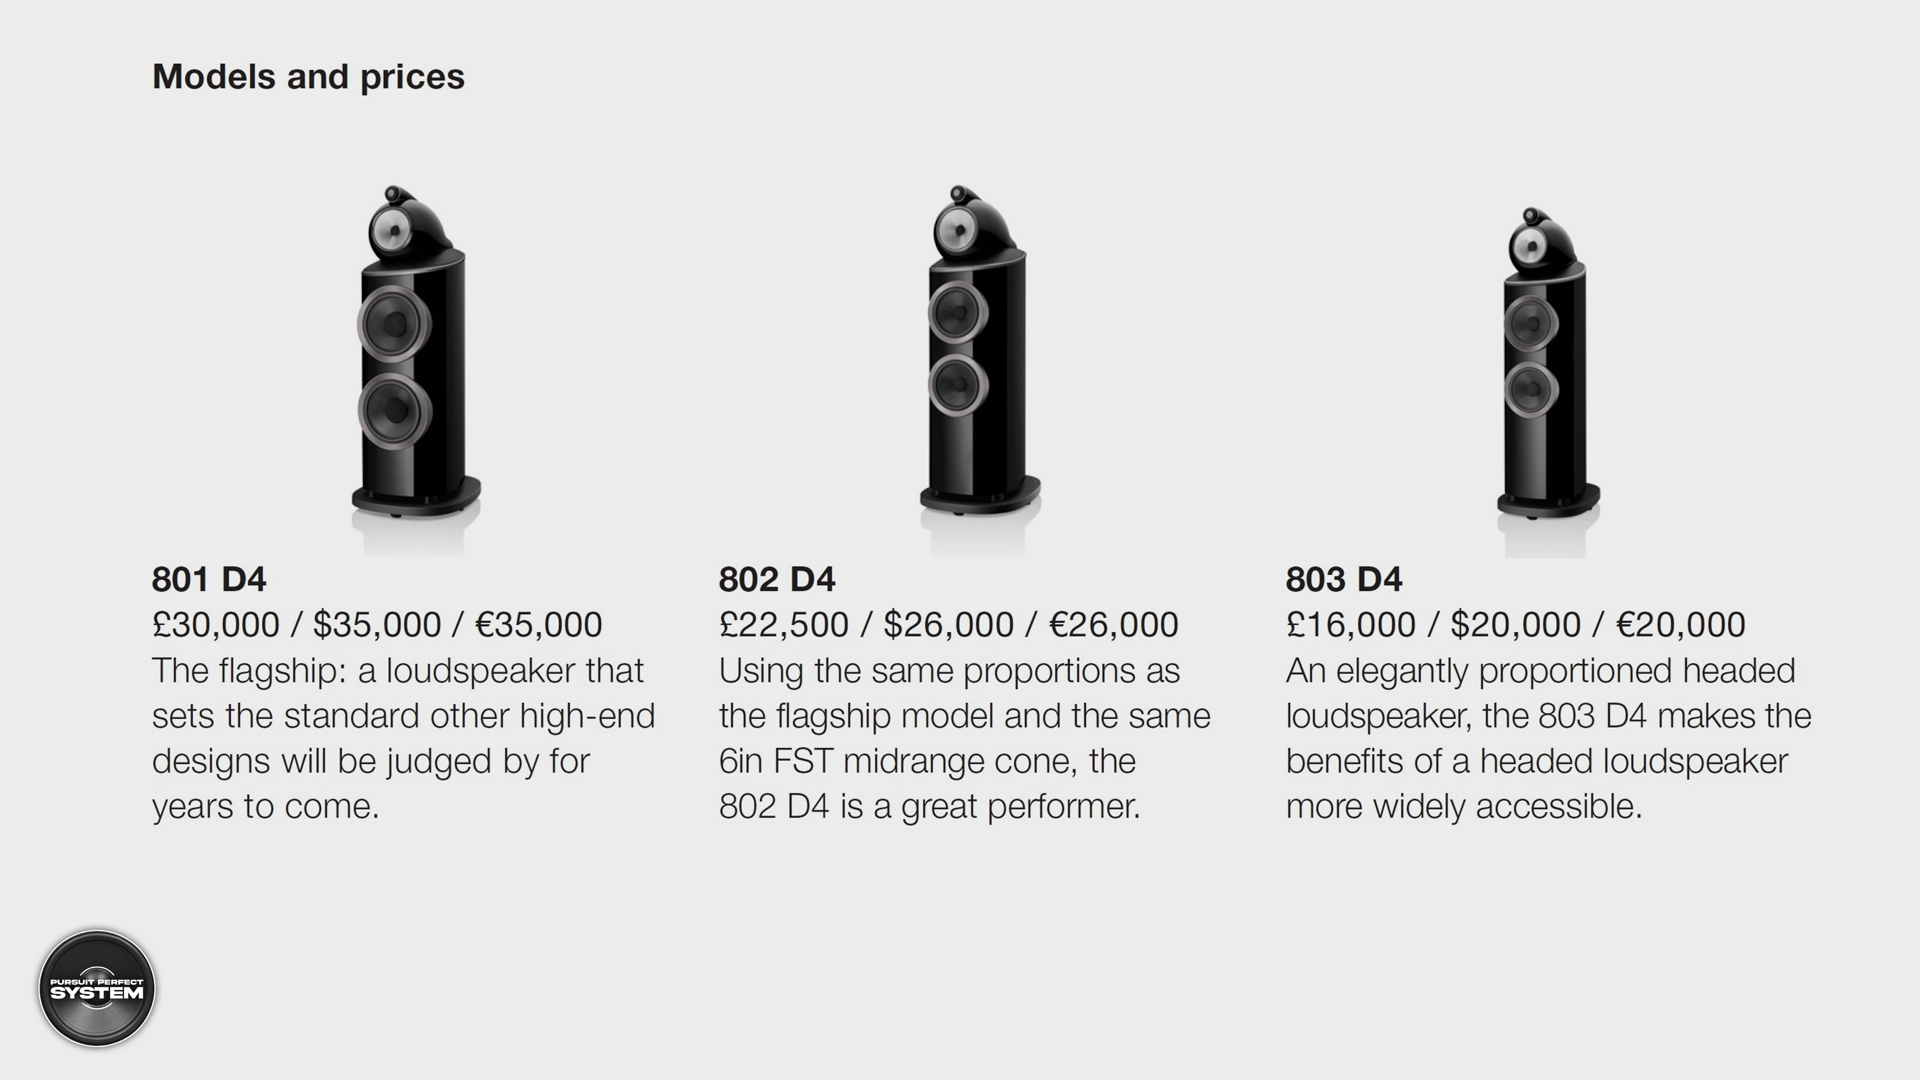 Models and prices
801 D4
£30,000 / $35,000 / €35,000
The flagship: a loudspeaker that
sets the standard other high-end
designs will be judged by for
years to come.
802 D4
£22,500 / $26,000 / €26,000
Using the same proportions as
the flagship model and the same
6in FST midrange cone, the
802 D4 is a great performer.
803 D4
£16,000 / $20,000 / €20,000
An elegantly proportioned headed
loudspeaker, the 803 D4 makes the
benefits of a headed loudspeaker
more widely accessible.
PURSUIT PERFECT
SYSTEM